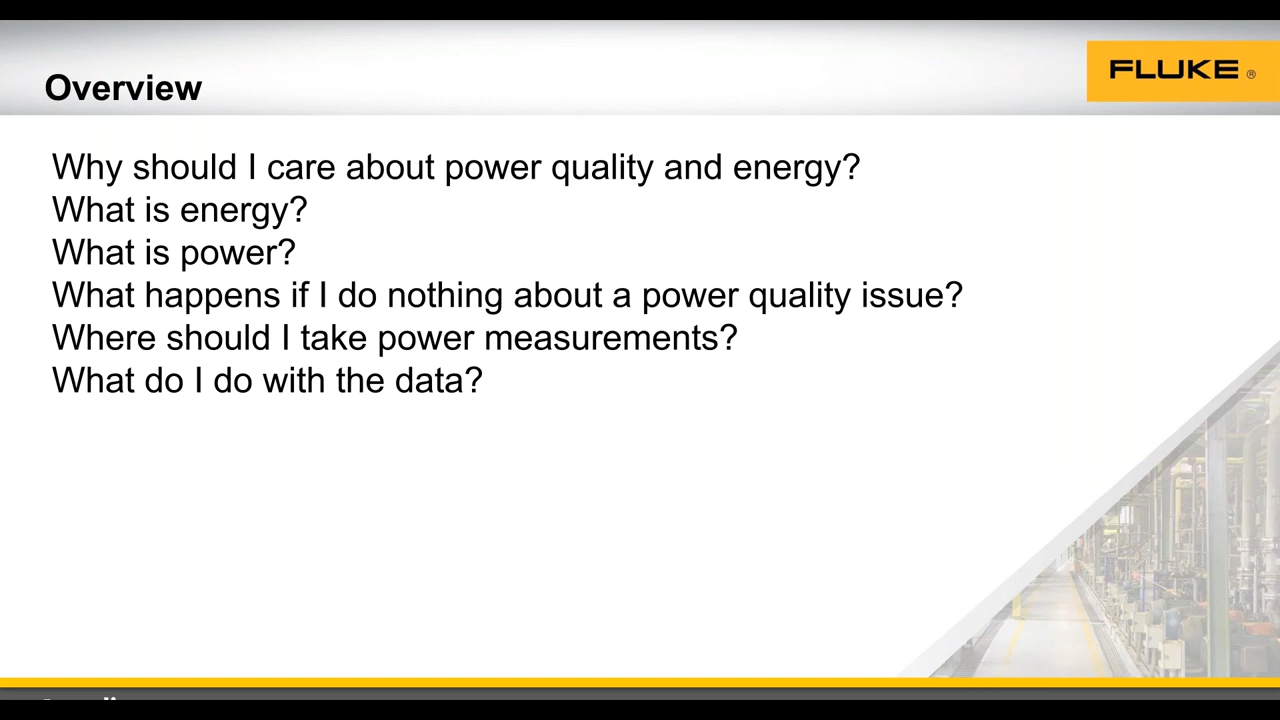 Overview
FLUKE ®
Why should I care about power quality and energy?
What is energy?
What is power?
What happens if I do nothing about a power quality issue?
Where should I take power measurements?
What do I do with the data?